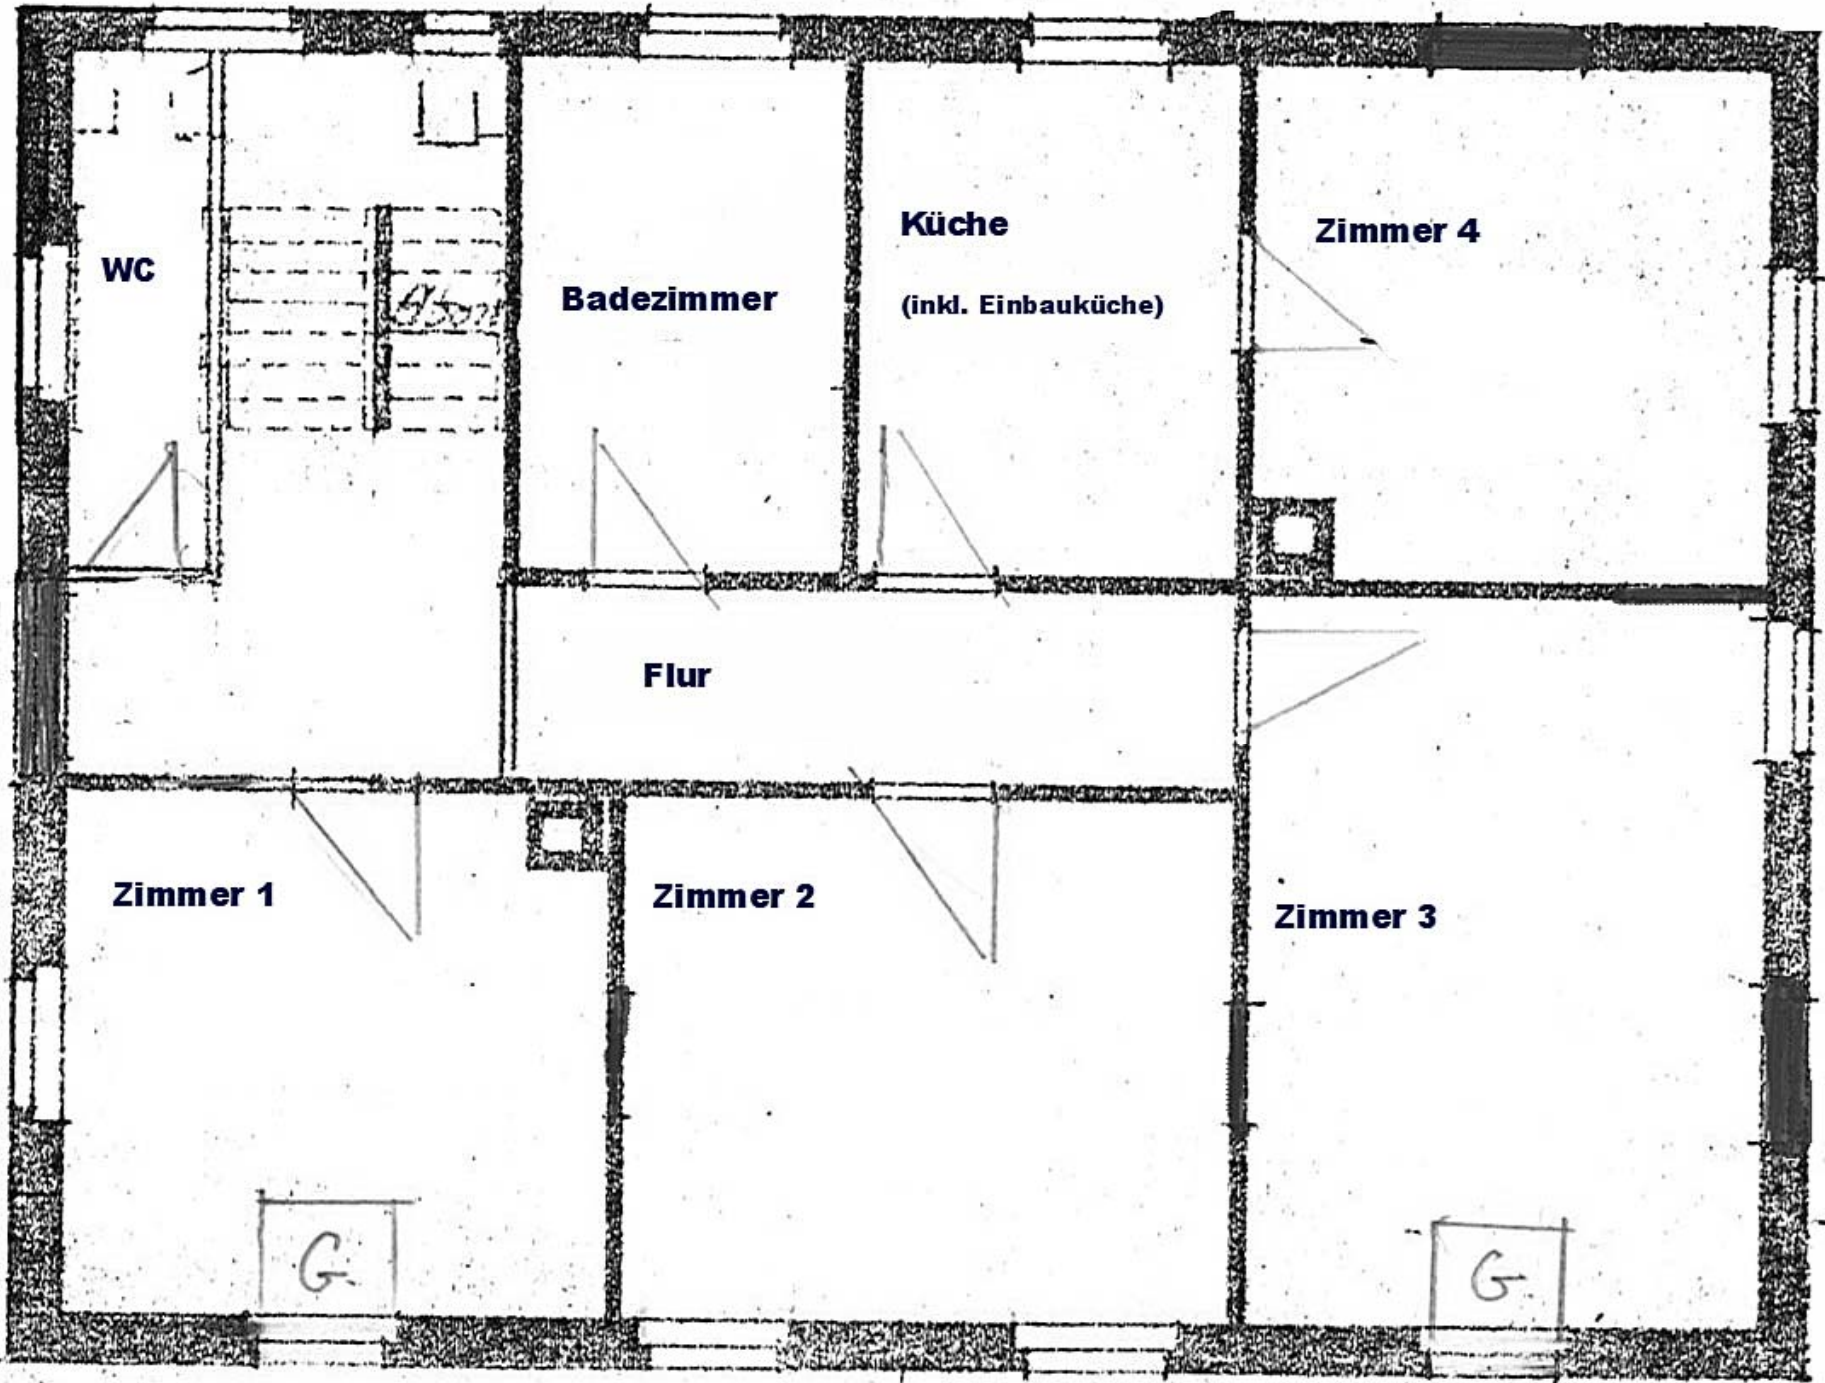 WC
Badezimmer
Küche
(inkl. Einbauküche)
Zimmer 4
Flur
Zimmer 1
Zimmer 2
Zimmer 3
G
G